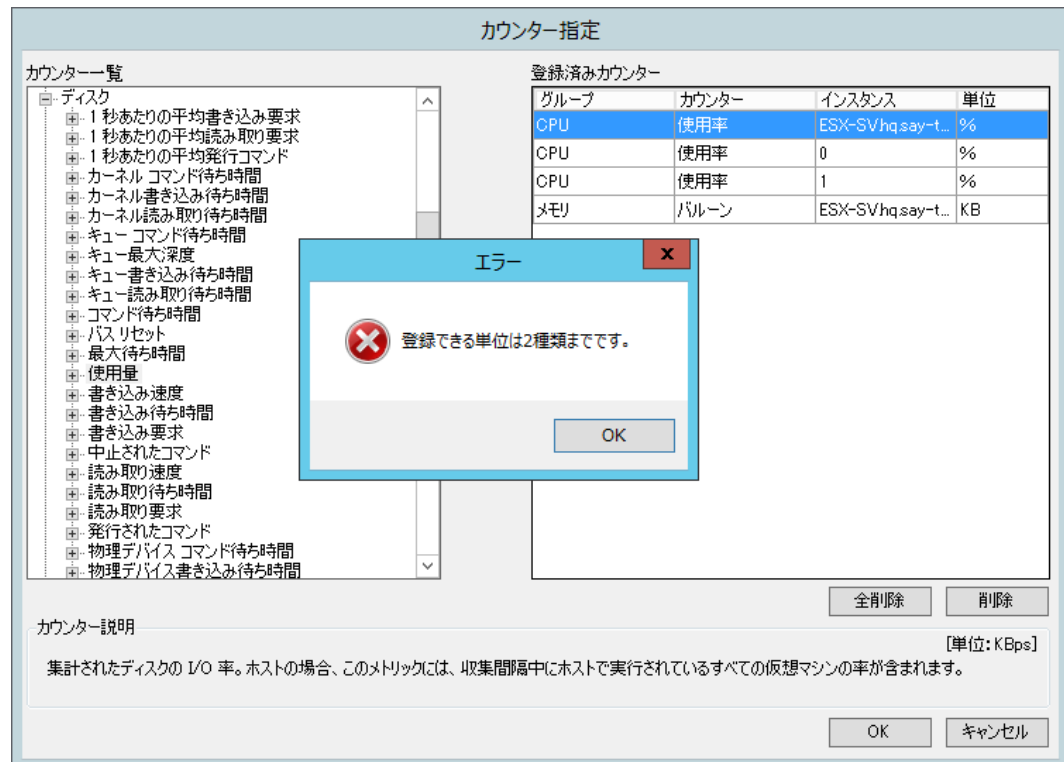 カウンター指定
カウンター一覧
ディスク
1 秒あたりの平均書き込み要求
1 秒あたりの平均読み取り要求
1 秒あたりの平均発行コマンド
カーネル コマンド待ち時間
カーネル書き込み待ち時間
カーネル読み取り待ち時間
キュー コマンド待ち時間
キュー最大深度
キュー書き込み待ち時間
キュー読み取り待ち時間
コマンド待ち時間
バス リセット
最大待ち時間
使用量
書き込み速度
書き込み待ち時間
書き込み要求
中止されたコマンド
読み取り速度
読み取り待ち時間
読み取り要求
発行されたコマンド
物理デバイス コマンド待ち時間
物理デバイス書き込み待ち時間
登録済みカウンター
グループ カウンター インスタンス 単位
CPU 使用率 ESX-SV.hq.say-t... %
CPU 使用率 0 %
CPU 使用率 1 %
メモリ バルーン ESX-SV.hq.say-t... KB
エラー
x
登録できる単位は2種類までです。
OK
全削除 削除
カウンター説明
[単位: KBps]
集計されたディスクの I/O 率。ホストの場合、このメトリックには、収集間隔中にホストで実行されているすべての仮想マシンの率が含まれます。
OK キャンセル